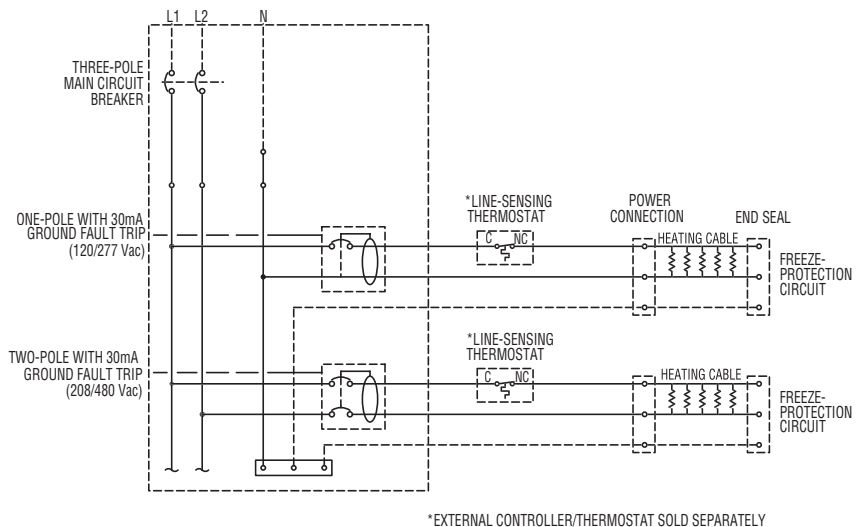 L1 L2 N
THREE-POLE
MAIN CIRCUIT
BREAKER
ONE-POLE WITH 30mA
GROUND FAULT TRIP
(120/277 Vac)
*LINE-SENSING
THERMOSTAT
C NC
POWER
CONNECTION
END SEAL
HEATING CABLE
FREEZE-
PROTECTION
CIRCUIT
TWO-POLE WITH 30mA
GROUND FAULT TRIP
(208/480 Vac)
*LINE-SENSING
THERMOSTAT
C NC
HEATING CABLE
FREEZE-
PROTECTION
CIRCUIT
*EXTERNAL CONTROLLER/THERMOSTAT SOLD SEPARATELY